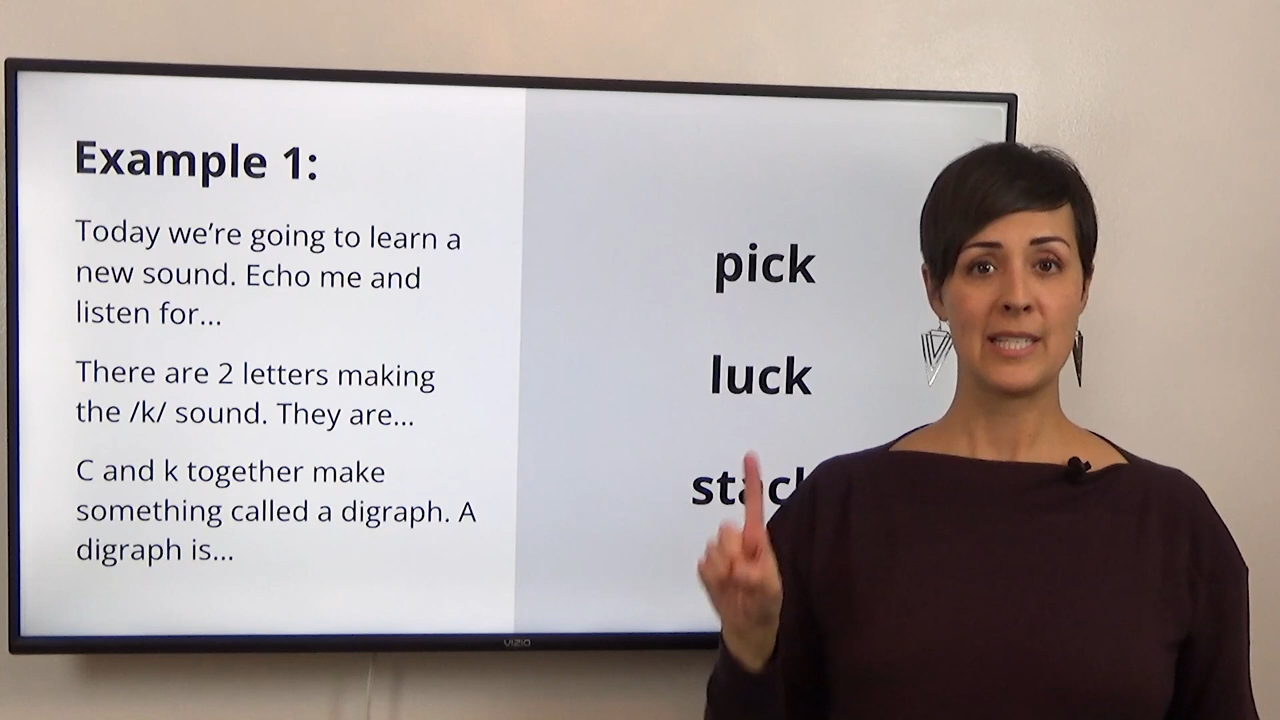 Example 1:
Today we're going to learn a
new sound. Echo me and
listen for...
There are 2 letters making
the /k/ sound. They are...
C and k together make
something called a digraph. A
digraph is...
pick
luck
stack
VIZIO